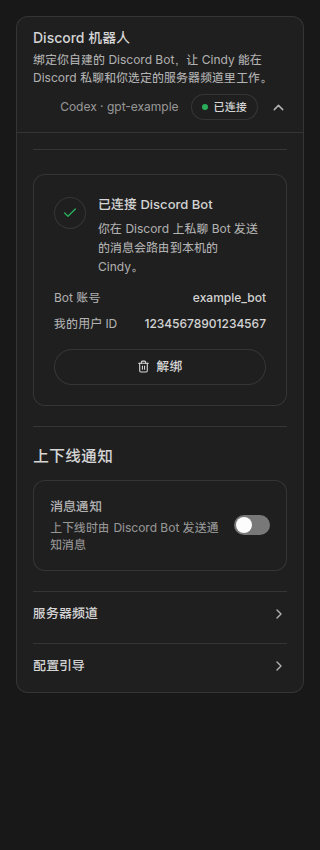 Discord 机器人
绑定你自建的 Discord Bot，让 Cindy 能在
Discord 私聊和你选定的服务器频道里工作。
Codex · gpt-example
已连接
已连接 Discord Bot
你在 Discord 上私聊 Bot 发送
的消息会路由到本机的
Cindy。
Bot 账号
example_bot
我的用户 ID
12345678901234567
解绑
上下线通知
消息通知
上下线时由 Discord Bot 发送通
知消息
服务器频道
配置引导